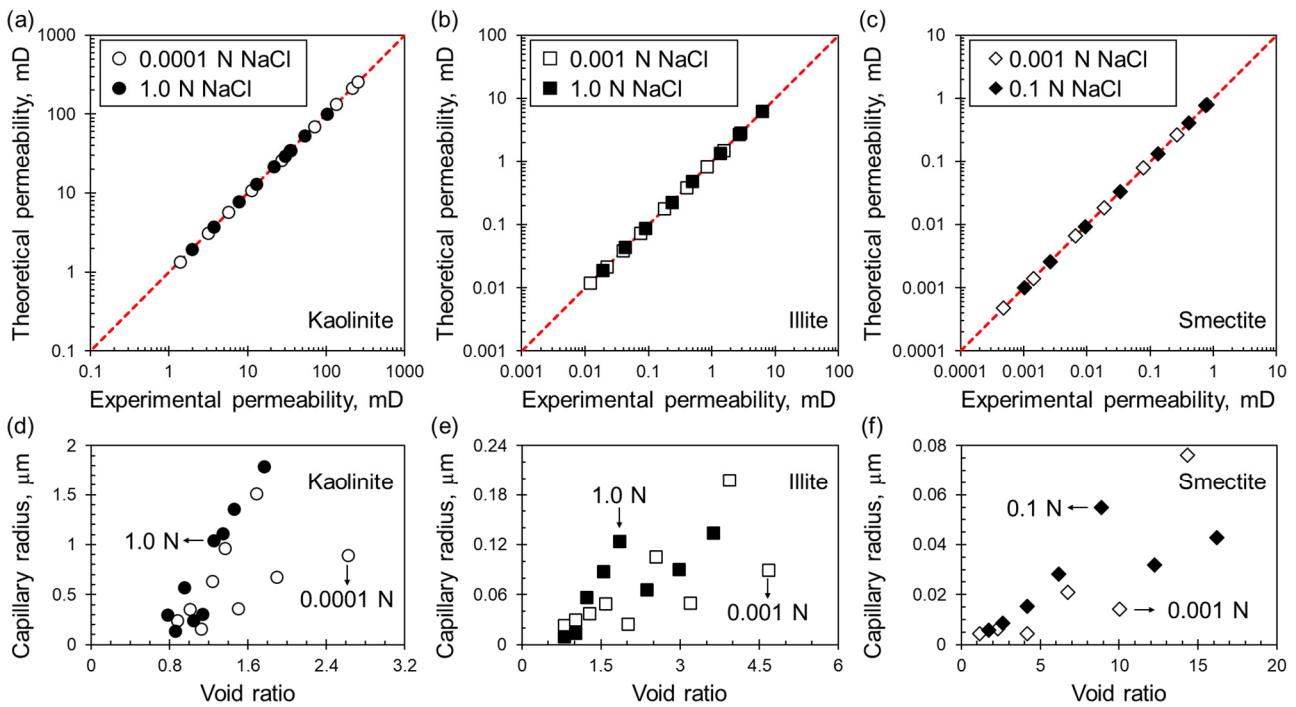 (a)
1000
100
10
1
0.1
Theoretical permeability, mD
0.0001 N NaCl
1.0 N NaCl
Kaolinite
0.1
1
10
100
1000
Experimental permeability, mD
(b)
100
10
1
0.1
0.01
0.001
Theoretical permeability, mD
0.001 N NaCl
1.0 N NaCl
Illite
0.001
0.01
0.1
1
10
100
Experimental permeability, mD
(c)
10
1
0.1
0.01
0.001
0.0001
Theoretical permeability, mD
0.001 N NaCl
0.1 N NaCl
Smectite
0.0001
0.001
0.01
0.1
1
10
Experimental permeability, mD
(d)
2
1.5
1
0.5
0
Capillary radius, μm
Kaolinite
1.0 N
0.0001 N
0
0.8
1.6
2.4
3.2
Void ratio
(e)
0.24
0.18
0.12
0.06
0
Capillary radius, μm
Illite
1.0 N
0.001 N
0
1.5
3
4.5
6
Void ratio
(f)
0.08
0.06
0.04
0.02
0
Capillary radius, μm
Smectite
0.1 N
0.001 N
0
5
10
15
20
Void ratio